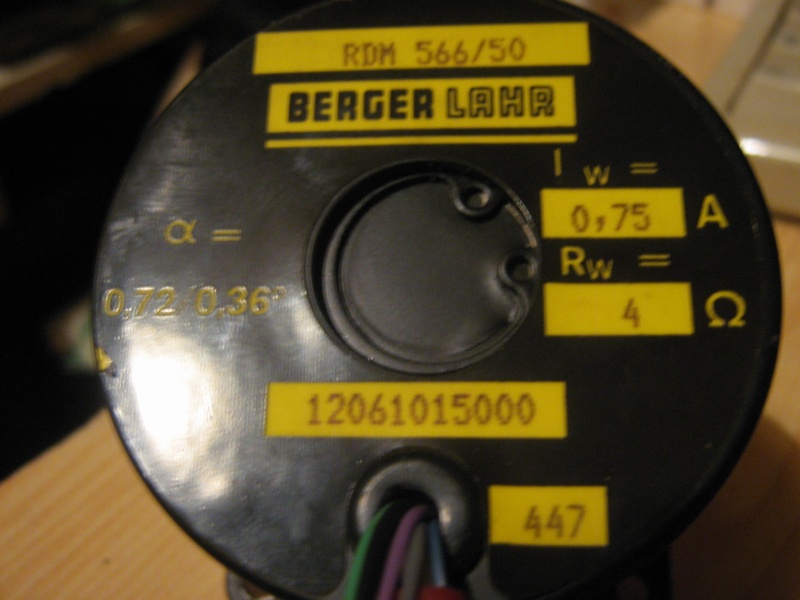 RDM 566/50
BERGER LAHR
I W =
0,75 A
α =
RW =
0,72/0,36°
4 Ω
12061015000
447